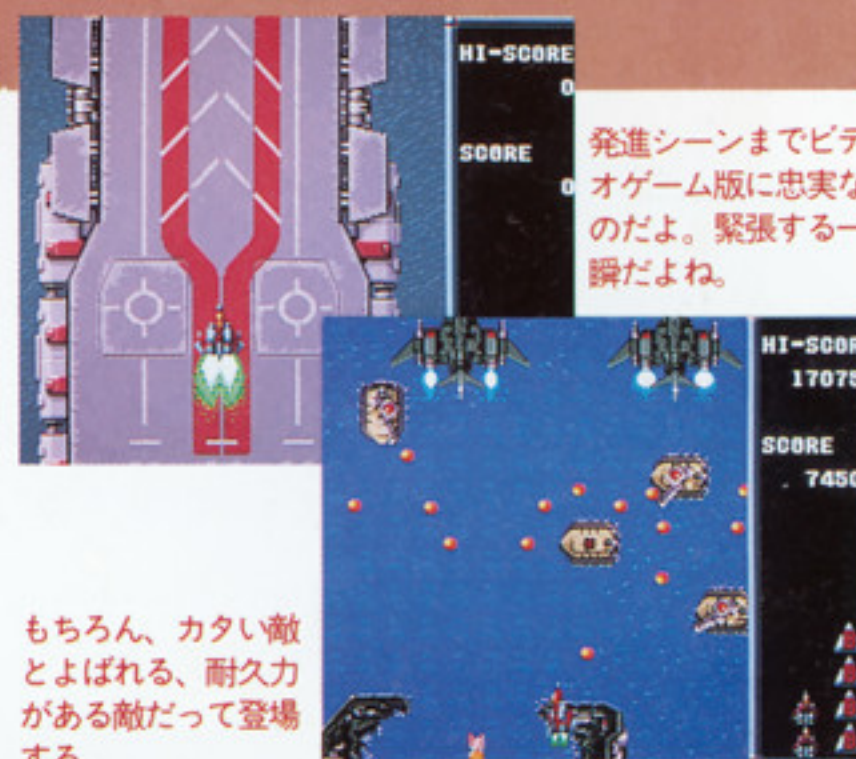 HI-SCORE
0
SCORE
0
発進シーンまでビデ
オゲーム版に忠実な
のだよ。緊張する一
瞬だよね。
HI-SCOR
17075
SCORE
7450
もちろん、カタい敵
とよばれる、耐久力
がある敵だって登場
する